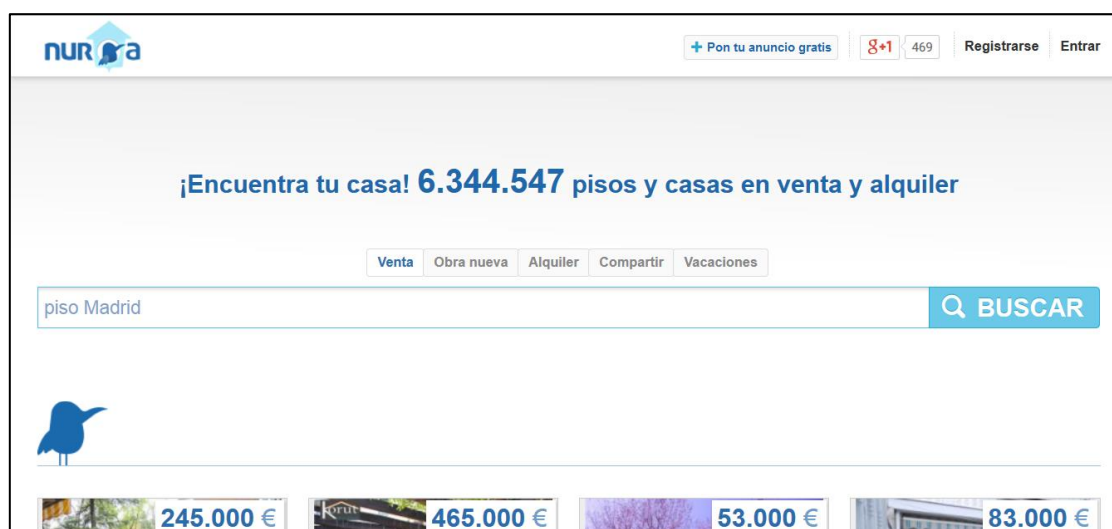 nuroa
+ Pon tu anuncio gratis
g+1 469
Registrarse
Entrar
¡Encuentra tu casa! 6.344.547 pisos y casas en venta y alquiler
Venta Obra nueva Alquiler Compartir Vacaciones
piso Madrid
BUSCAR
Korut
245.000 € 465.000 € 53.000 € 83.000 €